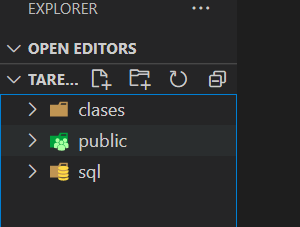 EXPLORER ...
OPEN EDITORS
TARE...
clases
public
sql